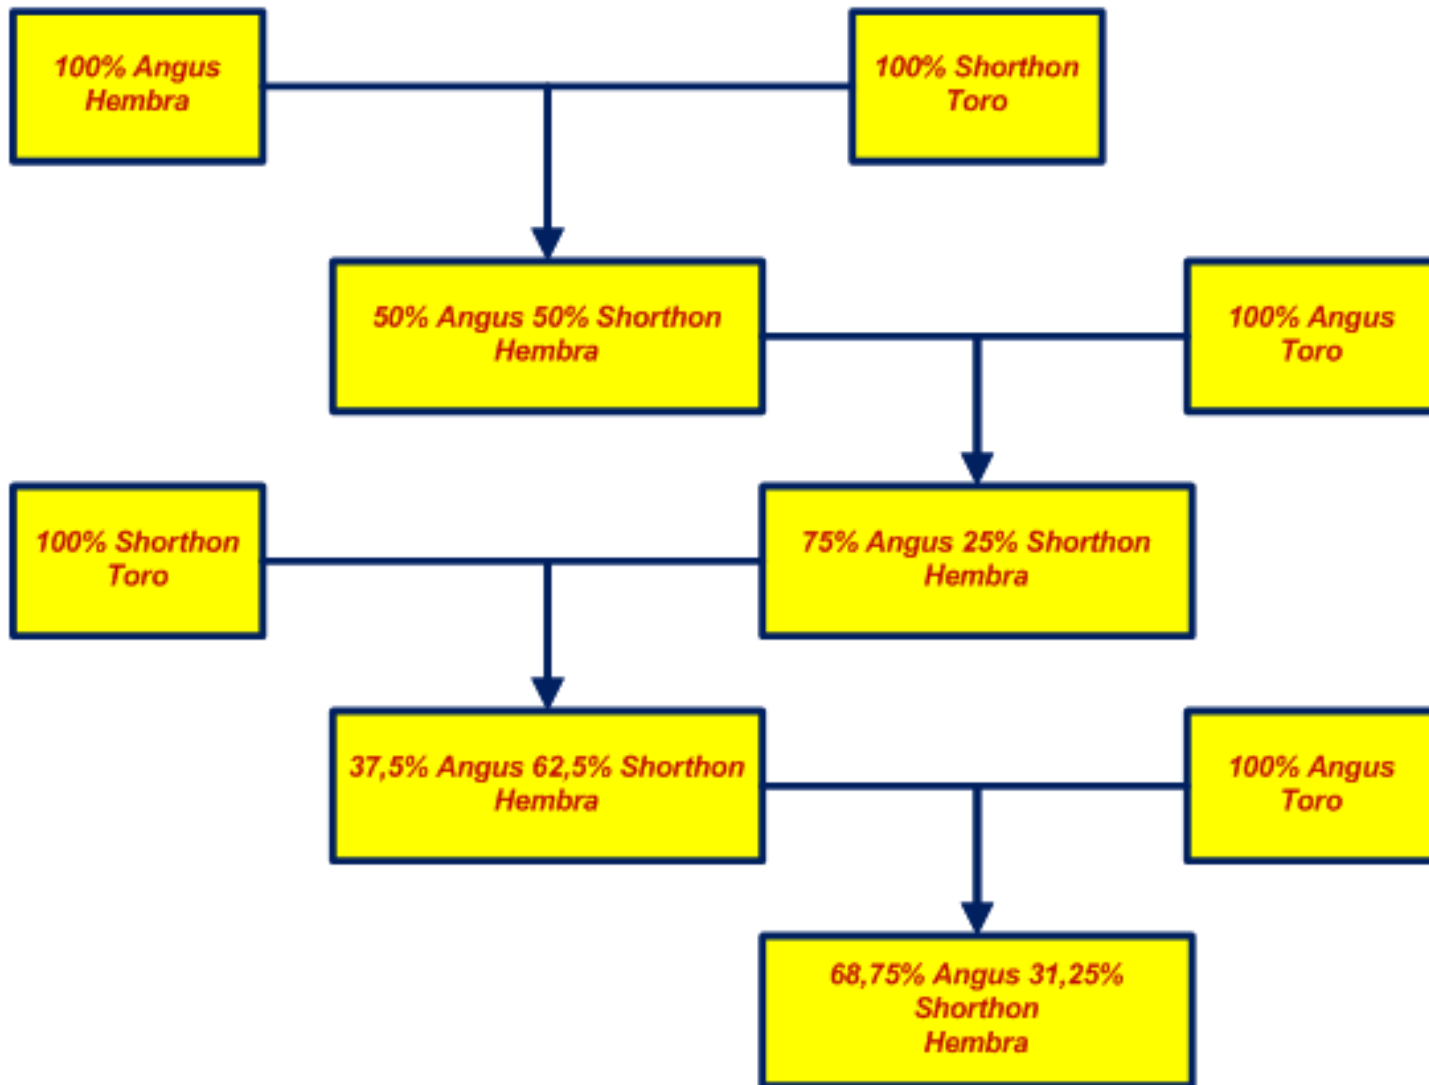 100% Angus
Hembra
100% Shorthon
Toro
50% Angus 50% Shorthon
Hembra
100% Angus
Toro
100% Shorthon
Toro
75% Angus 25% Shorthon
Hembra
37,5% Angus 62,5% Shorthon
Hembra
100% Angus
Toro
68,75% Angus 31,25%
Shorthon
Hembra